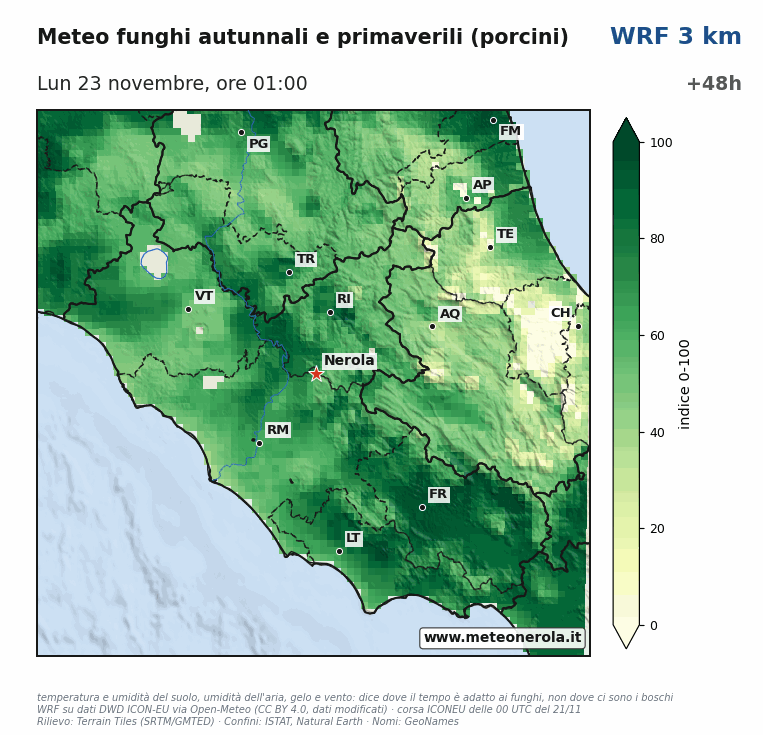 Meteo funghi autunnali e primaverili (porcini)
WRF 3 km
Lun 23 novembre, ore 01:00
+48h
PG
FM
AP
TE
TR
VT
RI
AQ
CH
Nerola
RM
FR
LT
www.meteonerola.it
100
80
60
40
20
0
indice 0-100
temperatura e umidità del suolo, umidità dell'aria, gelo e vento: dice dove il tempo è adatto ai funghi, non dove ci sono i boschi
WRF su dati DWD ICON-EU via Open-Meteo (CC BY 4.0, dati modificati) · corsa ICONEU delle 00 UTC del 21/11
Rilievo: Terrain Tiles (SRTM/GMTED) · Confini: ISTAT, Natural Earth · Nomi: GeoNames